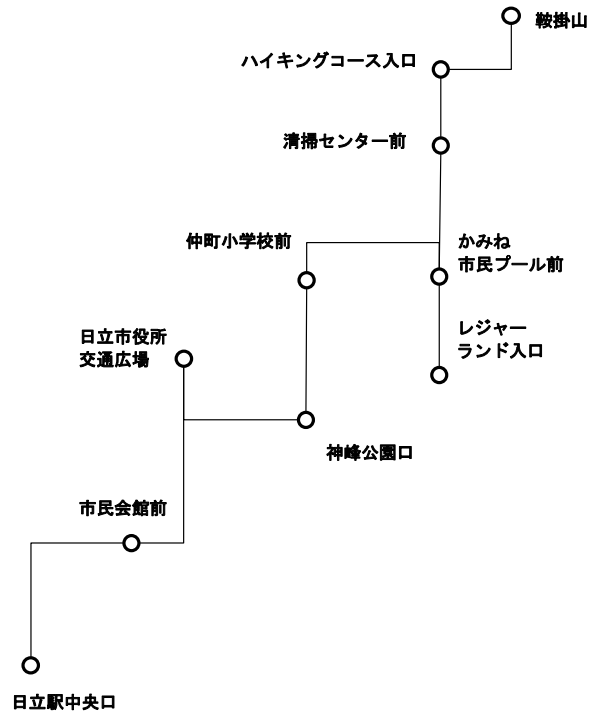 鞍掛山
ハイキングコース入口
清掃センター前
仲町小学校前
かみね
市民プール前
レジャー
ランド入口
日立市役所
交通広場
神峰公園口
市民会館前
日立駅中央口